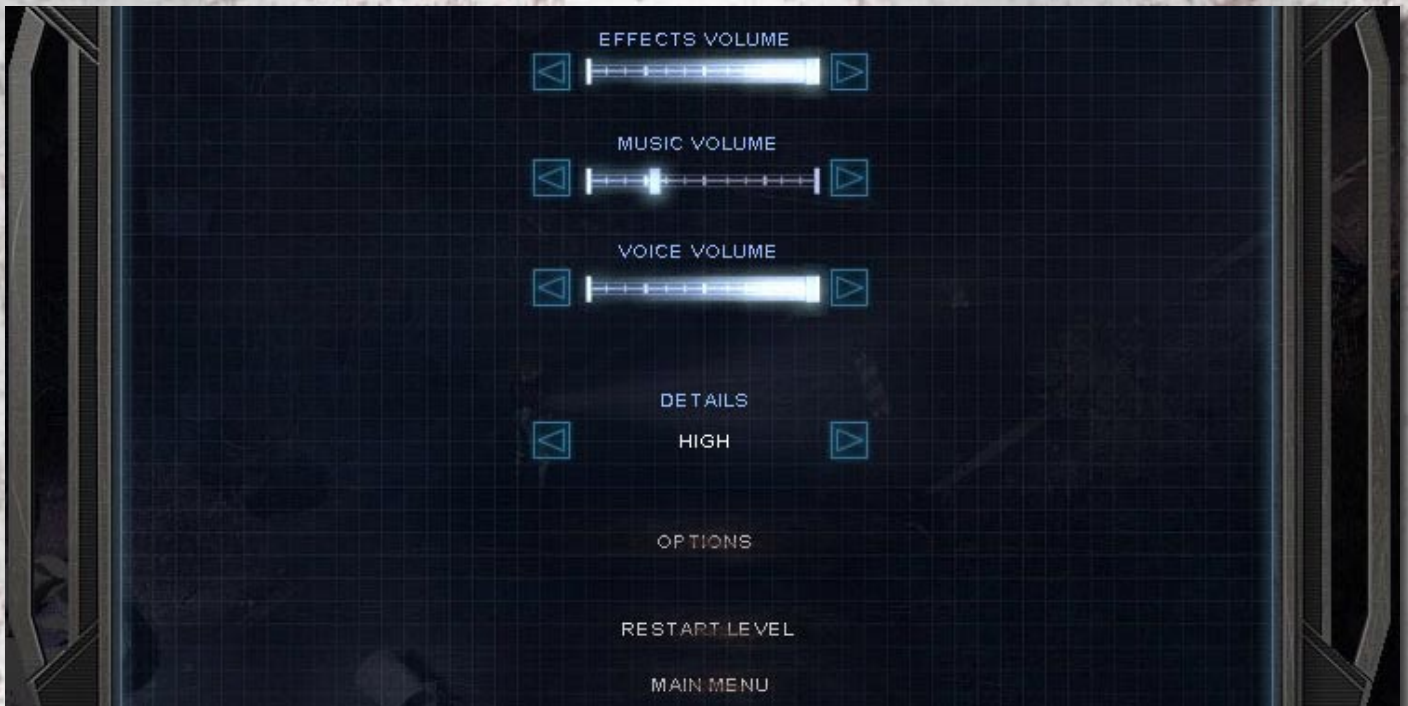 EFFECTS VOLUME
MUSIC VOLUME
VOICE VOLUME
DETAILS
HIGH
OPTIONS
RESTART LEVEL
MAIN MENU